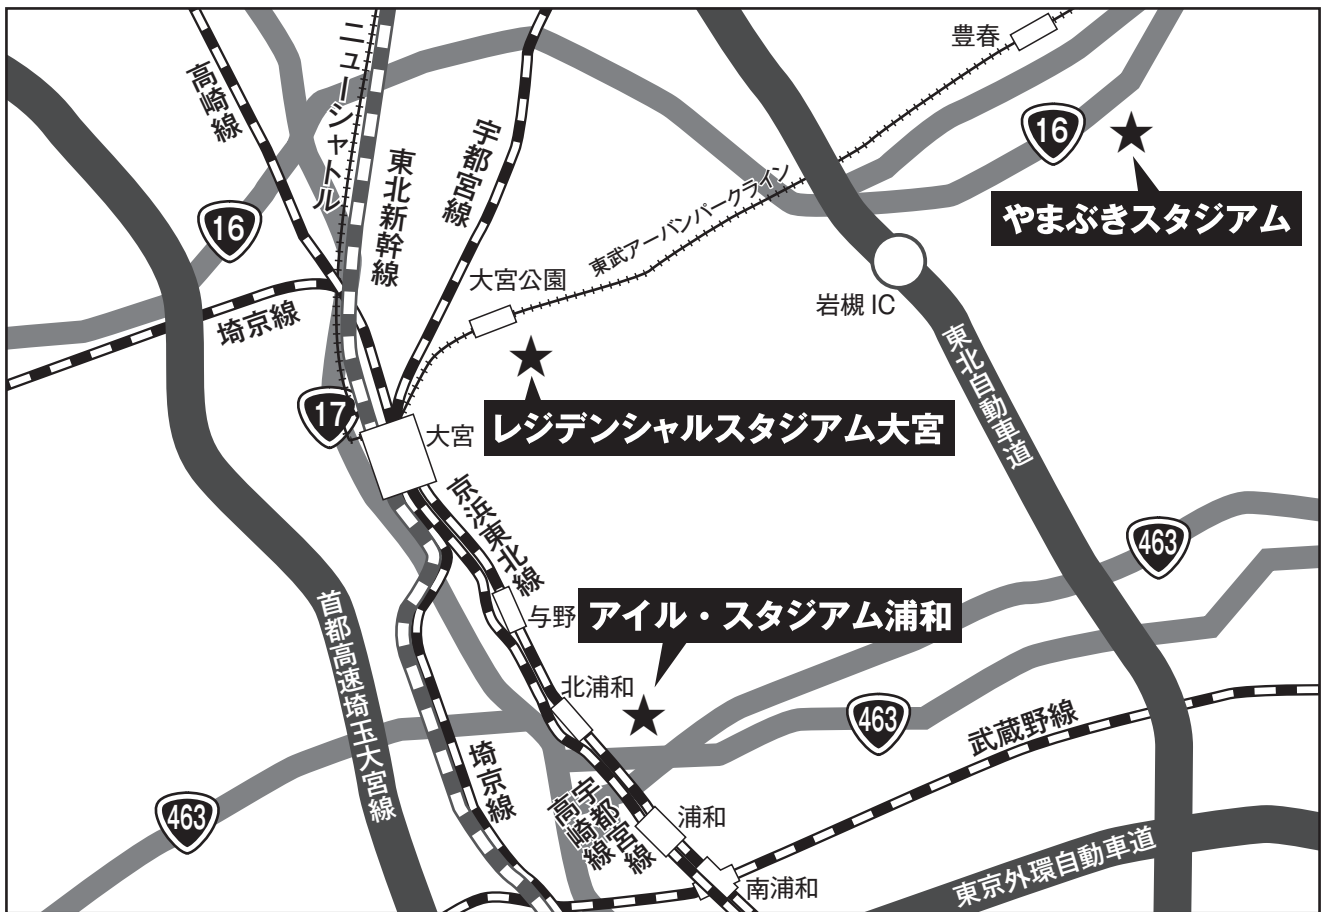 豊春
高崎線
ニューシャトル
16
宇都宮線
東北新幹線
東武アーバンパークライン
やまぶきスタジアム
16
大宮公園
岩槻 IC
埼京線
東北自動車道
17
大宮
レジデンシャルスタジアム大宮
京浜東北線
463
与野
アイル・スタジアム浦和
首都高速埼玉大宮線
北浦和
463
武蔵野線
埼京線
463
高崎線
宇都宮線
浦和
南浦和
東京外環自動車道